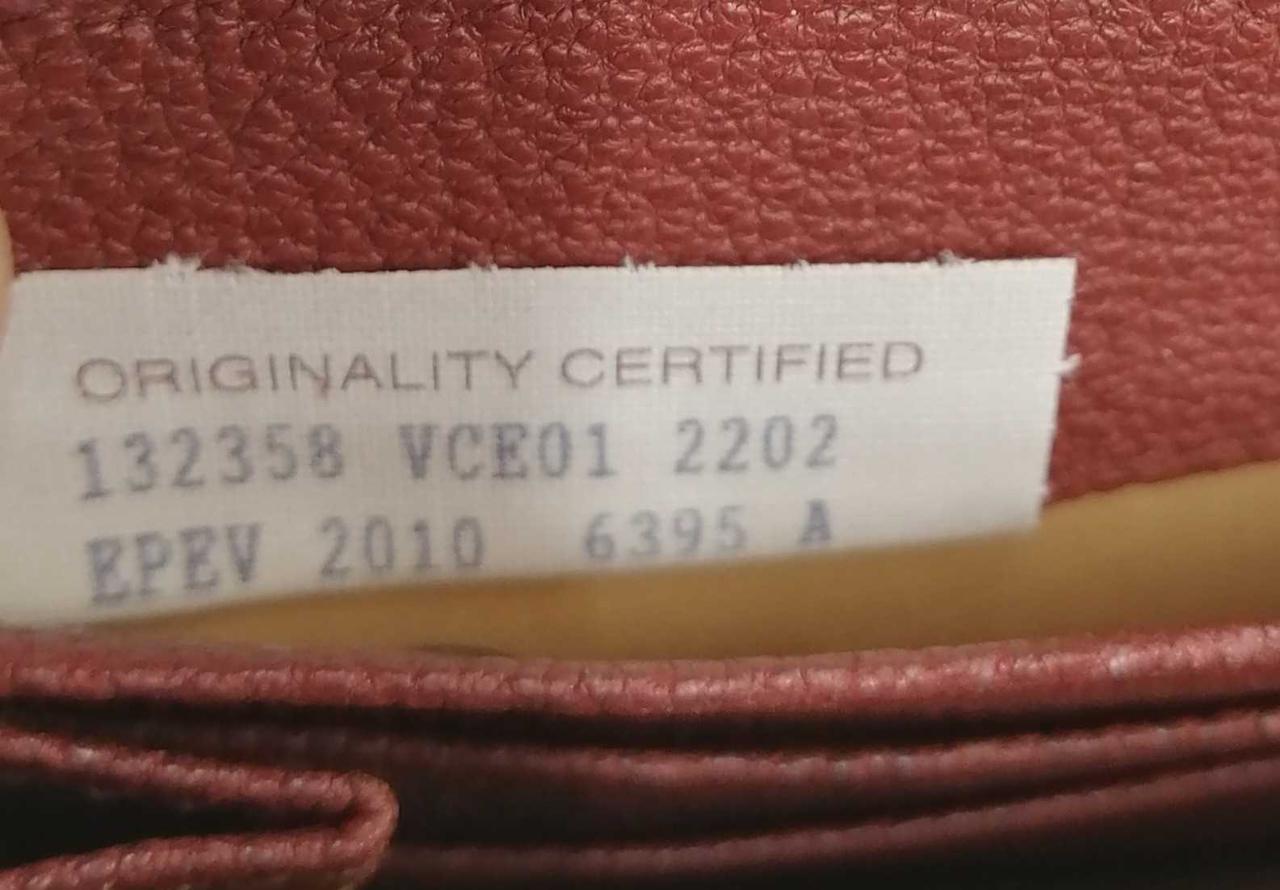 ORIGINALITY CERTIFIED
132358 VCE01 2202
EPEV 2010 6395 A